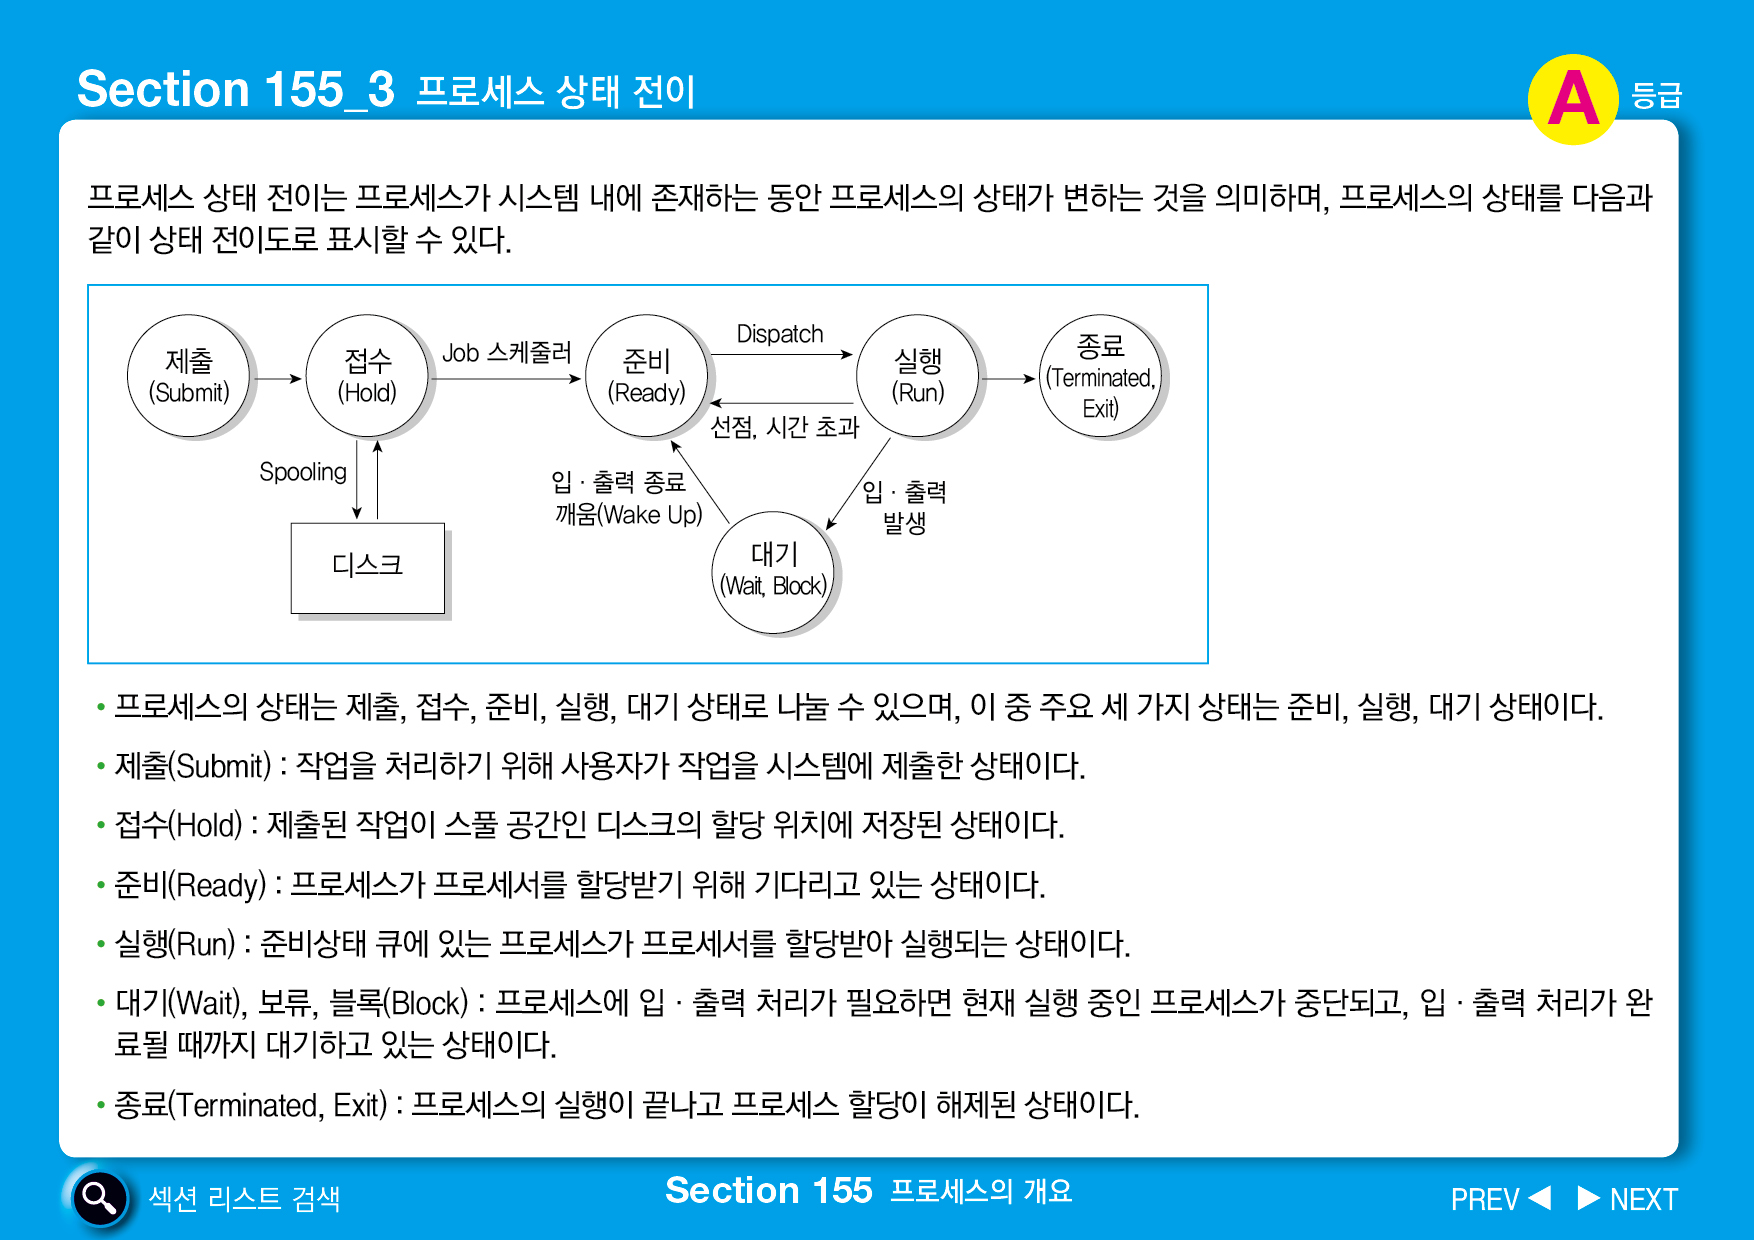 Section 155_3 프로세스 상태 전이
A 등급
프로세스 상태 전이는 프로세스가 시스템 내에 존재하는 동안 프로세스의 상태가 변하는 것을 의미하며, 프로세스의 상태를 다음과
같이 상태 전이도로 표시할 수 있다.
제출
(Submit)
접수
(Hold)
Job 스케줄러
준비
(Ready)
Dispatch
선점, 시간 초과
실행
(Run)
종료
(Terminated,
Exit)
Spooling
디스크
입 · 출력 종료
깨움(Wake Up)
대기
(Wait, Block)
입 · 출력
발생
• 프로세스의 상태는 제출, 접수, 준비, 실행, 대기 상태로 나눌 수 있으며, 이 중 주요 세 가지 상태는 준비, 실행, 대기 상태이다.
• 제출(Submit) : 작업을 처리하기 위해 사용자가 작업을 시스템에 제출한 상태이다.
• 접수(Hold) : 제출된 작업이 스풀 공간인 디스크의 할당 위치에 저장된 상태이다.
• 준비(Ready) : 프로세스가 프로세서를 할당받기 위해 기다리고 있는 상태이다.
• 실행(Run) : 준비상태 큐에 있는 프로세스가 프로세서를 할당받아 실행되는 상태이다.
• 대기(Wait), 보류, 블록(Block) : 프로세스에 입 · 출력 처리가 필요하면 현재 실행 중인 프로세스가 중단되고, 입 · 출력 처리가 완
료될 때까지 대기하고 있는 상태이다.
• 종료(Terminated, Exit) : 프로세스의 실행이 끝나고 프로세스 할당이 해제된 상태이다.
섹션 리스트 검색
Section 155 프로세스의 개요
PREV ◀ ▶ NEXT